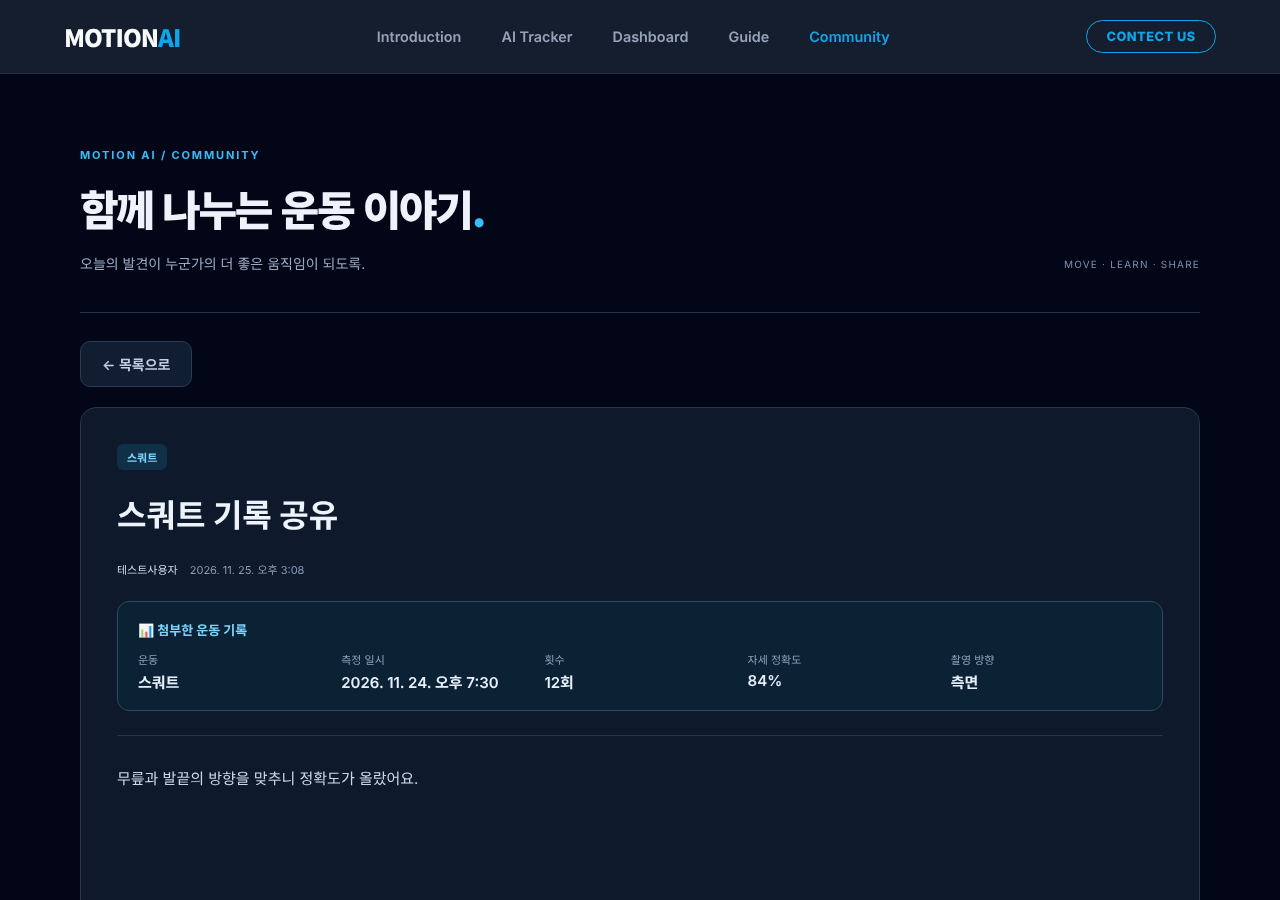 MOTIONAI
Introduction
AI Tracker
Dashboard
Guide
Community
CONTECT US
MOTION AI / COMMUNITY
함께 나누는 운동 이야기.
오늘의 발견이 누군가의 더 좋은 움직임이 되도록.
MOVE · LEARN · SHARE
← 목록으로
스쿼트
스쿼트 기록 공유
테스트사용자 2026. 11. 25. 오후 3:08
📊 첨부한 운동 기록
운동
스쿼트
측정 일시
2026. 11. 24. 오후 7:30
횟수
12회
자세 정확도
84%
촬영 방향
측면
무릎과 발끝의 방향을 맞추니 정확도가 올랐어요.